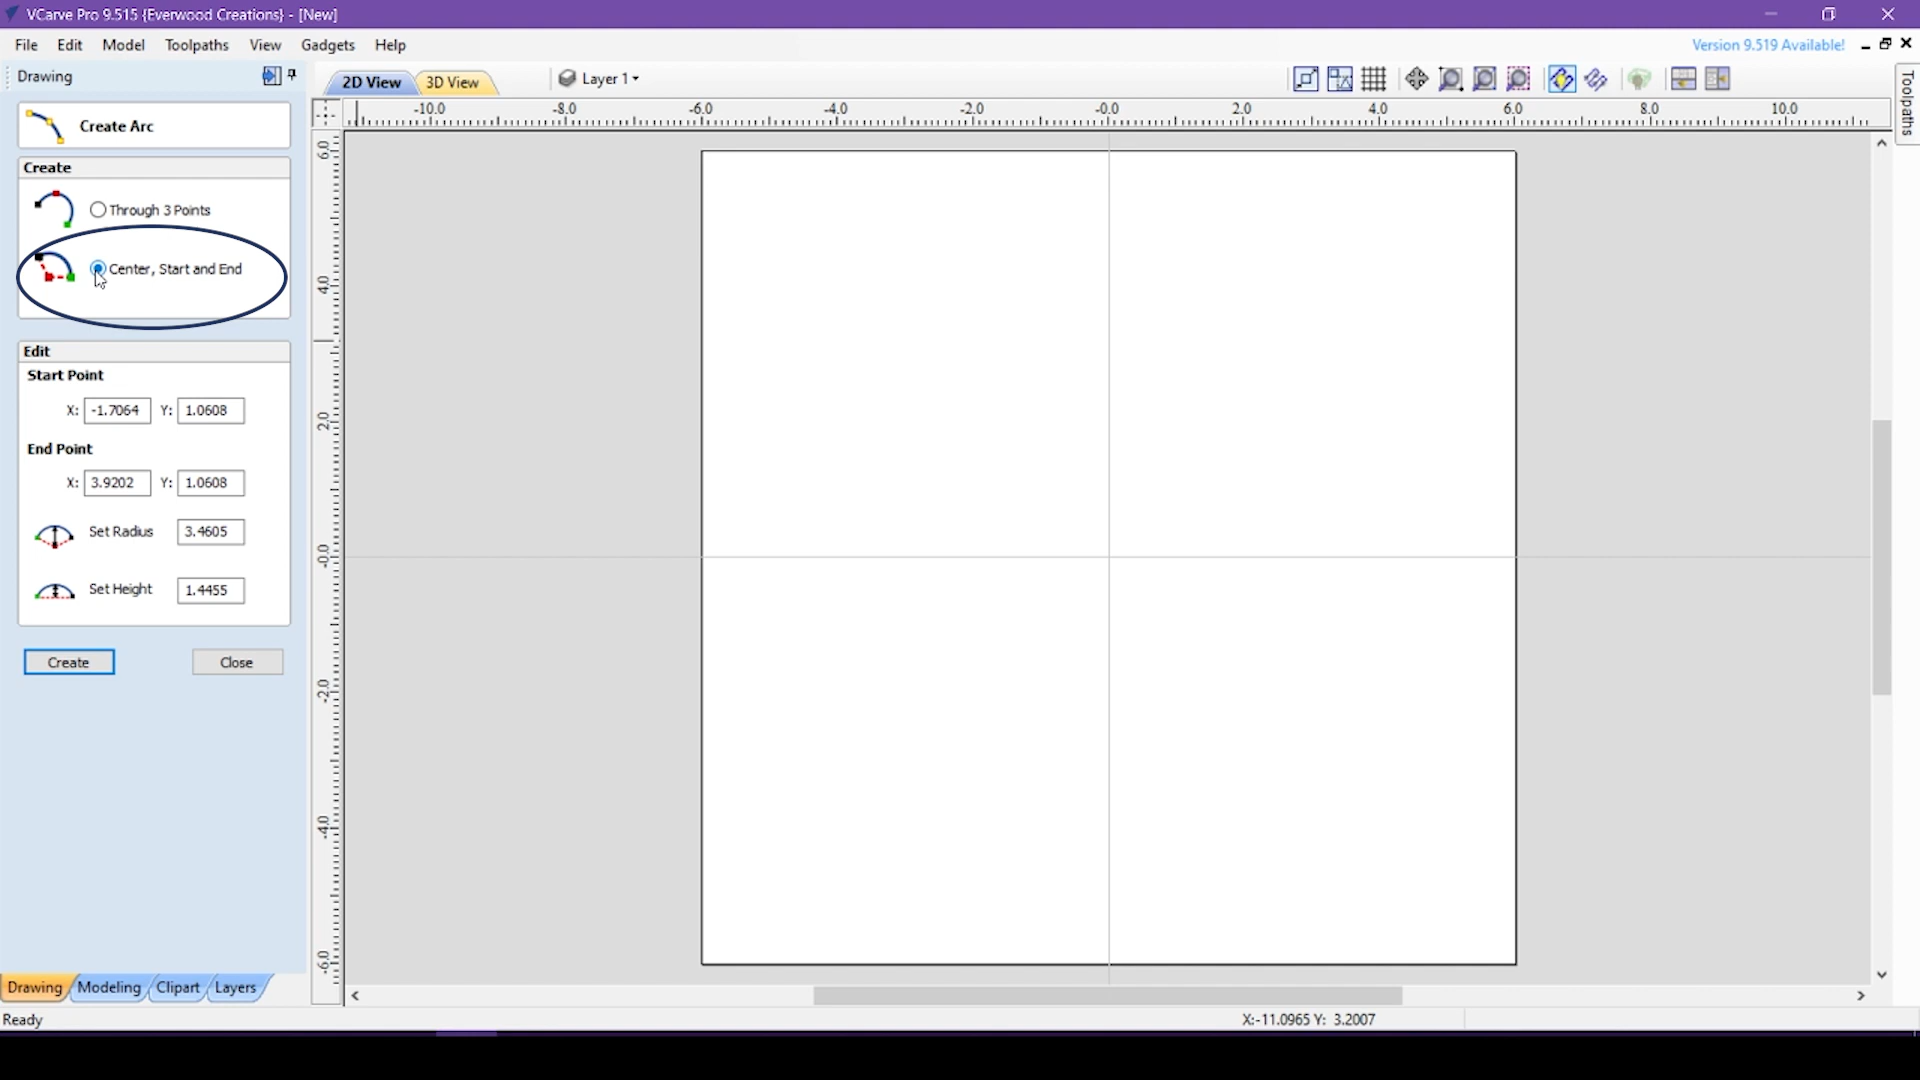 VCarve Pro 9.515 {Everwood Creations} - [New]
File Edit Model Toolpaths View Gadgets Help
Version 9.519 Available!
Drawing
2D View 3D View Layer 1
Toolpaths
-10.0 -8.0 -6.0 -4.0 -2.0 -0.0 2.0 4.0 6.0 8.0 10.0
Create Arc
Create
Through 3 Points
Center, Start and End
Edit
Start Point
X: -1.7064 Y: 1.0608
End Point
X: 3.9202 Y: 1.0608
Set Radius 3.4605
Set Height 1.4455
Create Close
6.0
4.0
2.0
-0.0
-2.0
-4.0
-6.0
Drawing Modeling Clipart Layers
Ready
X:-11.0965 Y: 3.2007